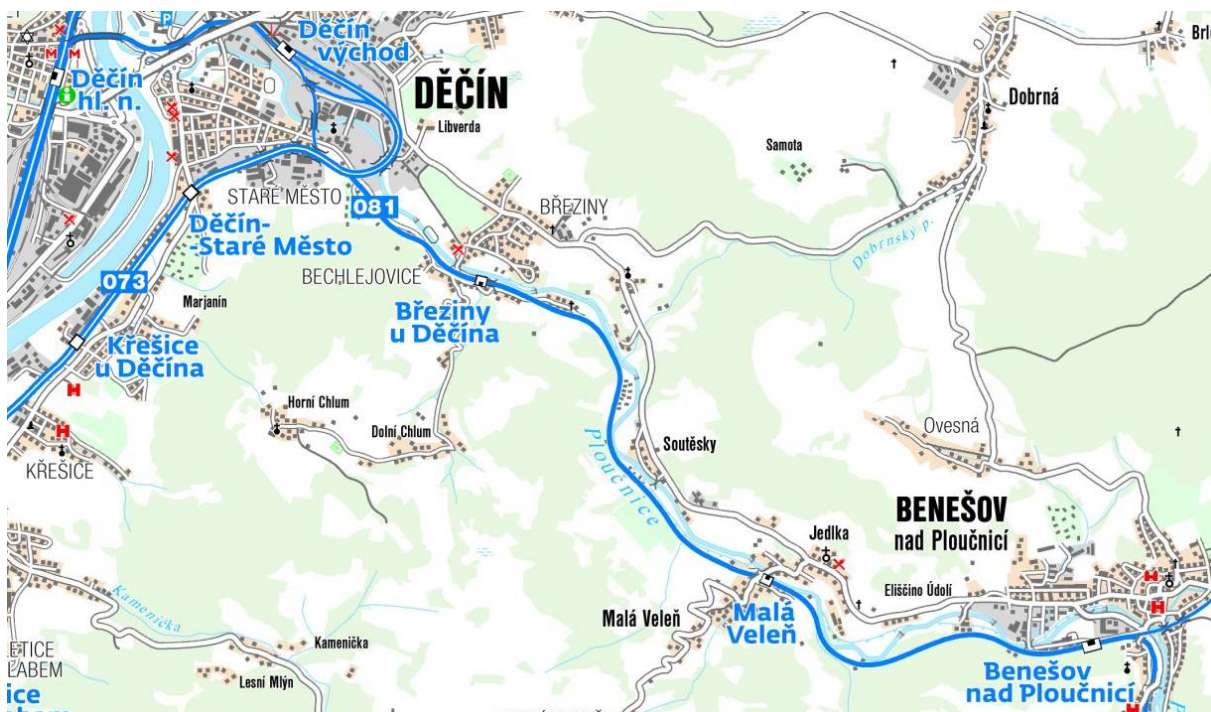 P
Děčín
východ
Děčín
hl. n.
i
M
M
DĚČÍN
Libverda
Dobrná
Samota
STARÉ MĚSTO
081
BŘEZINY
Děčín-
-Staré Město
Dobrnský p.
BECHLEJOVICE
073
Marjanín
Březiny
u Děčína
Křešice
u Děčína
H
Horní Chlum
Dolní Chlum
H
KŘEŠICE
Ploučnice
Soutěsky
Ovesná
BENEŠOV
nad Ploučnicí
Jedlka
H
Eliščino Údolí
H
Kamenička
Malá Veleň
Malá
Veleň
Kamenička
Lesní Mlýn
Benešov
nad Ploučnicí
H